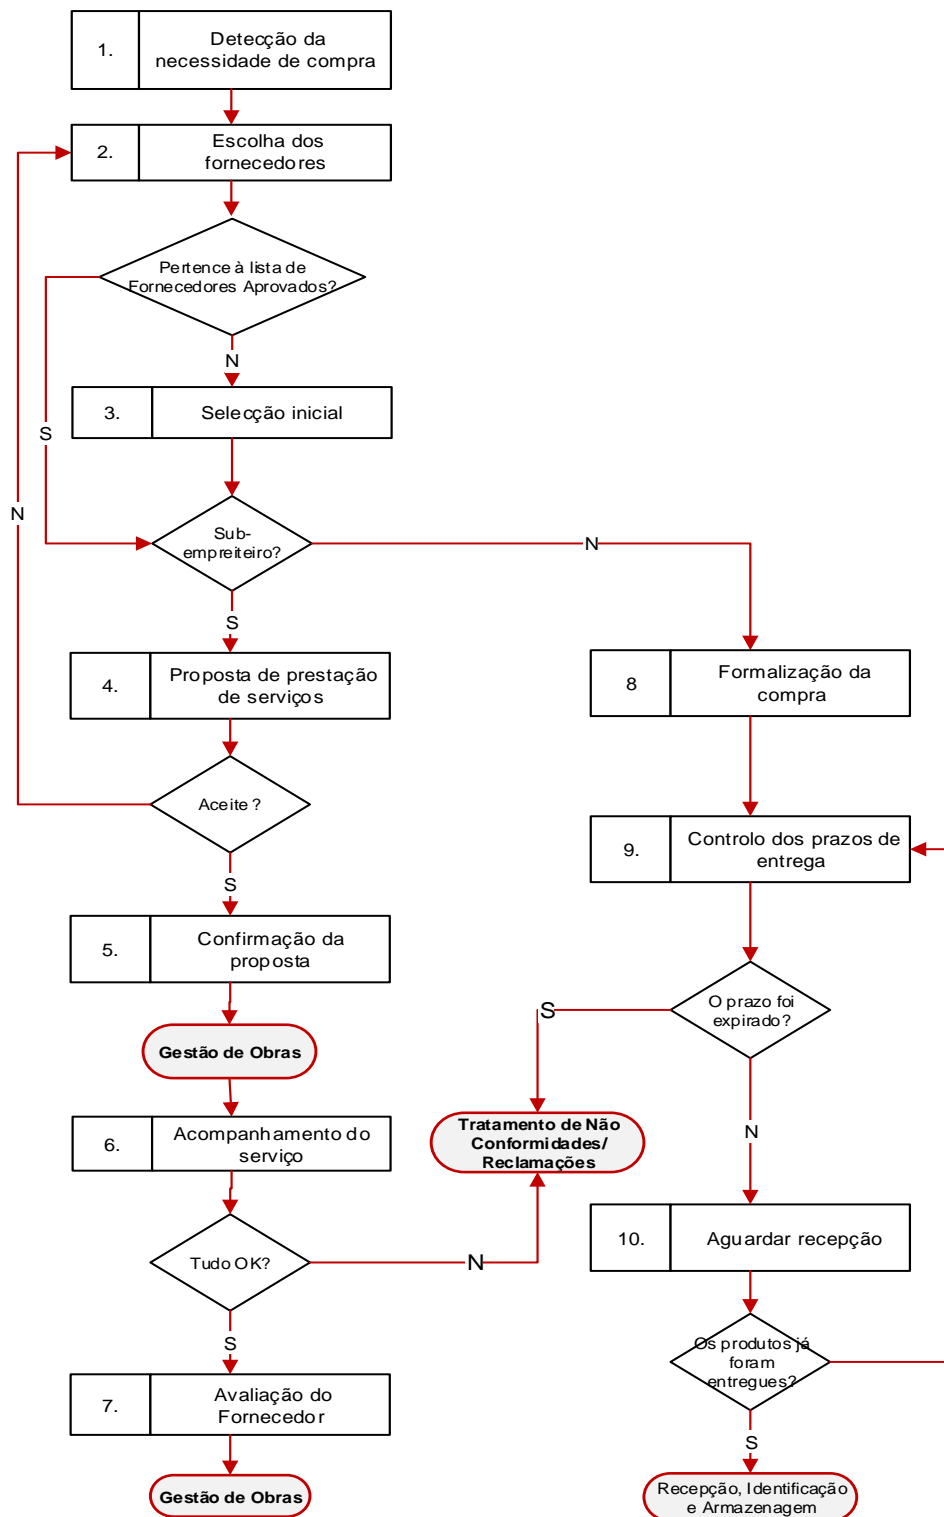 1.
Detecção da
necessidade de compra
2.
Escolha dos
fornecedores
Pertence à lista de
Fornecedores Aprovados?
N
S
3.
Selecção inicial
N
Sub-
empreiteiro?
N
S
4.
Proposta de prestação
de serviços
8
Formalização da
compra
Aceite ?
S
9.
Controlo dos prazos de
entrega
5.
Confirmação da
proposta
O prazo foi
expirado?
S
N
Gestão de Obras
6.
Acompanhamento do
serviço
Tratamento de Não
Conformidades/
Reclamações
10.
Aguardar recepção
Tudo OK?
N
S
Os produtos já
foram
entregues?
S
7.
Avaliação do
Fornecedor
Gestão de Obras
Recepção, Identificação
e Armazenagem